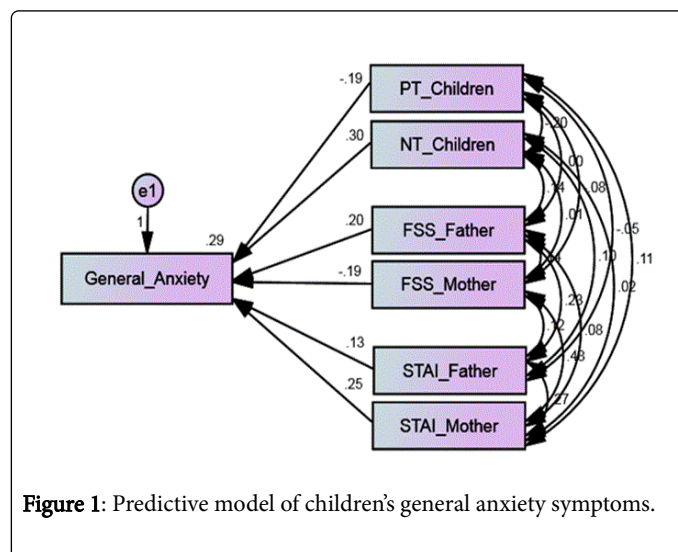 PT_Children
-.19
-.20
NT_Children
.30
.00
.08
.14
.01
e1
1
.29
FSS_Father
.20
-.05
.10
.11
General_Anxiety
FSS_Mother
-.19
.02
.23
.12
.08
.48
STAI_Father
.13
.27
STAI_Mother
.25
Figure 1: Predictive model of children's general anxiety symptoms.